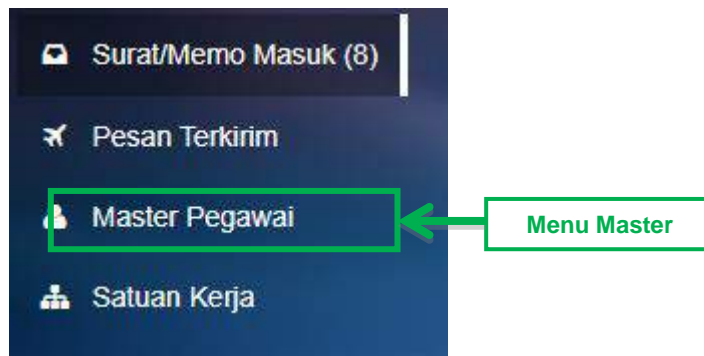 Surat/Memo Masuk (8)
Pesan Terkirim
Master Pegawai
Menu Master
Satuan Kerja